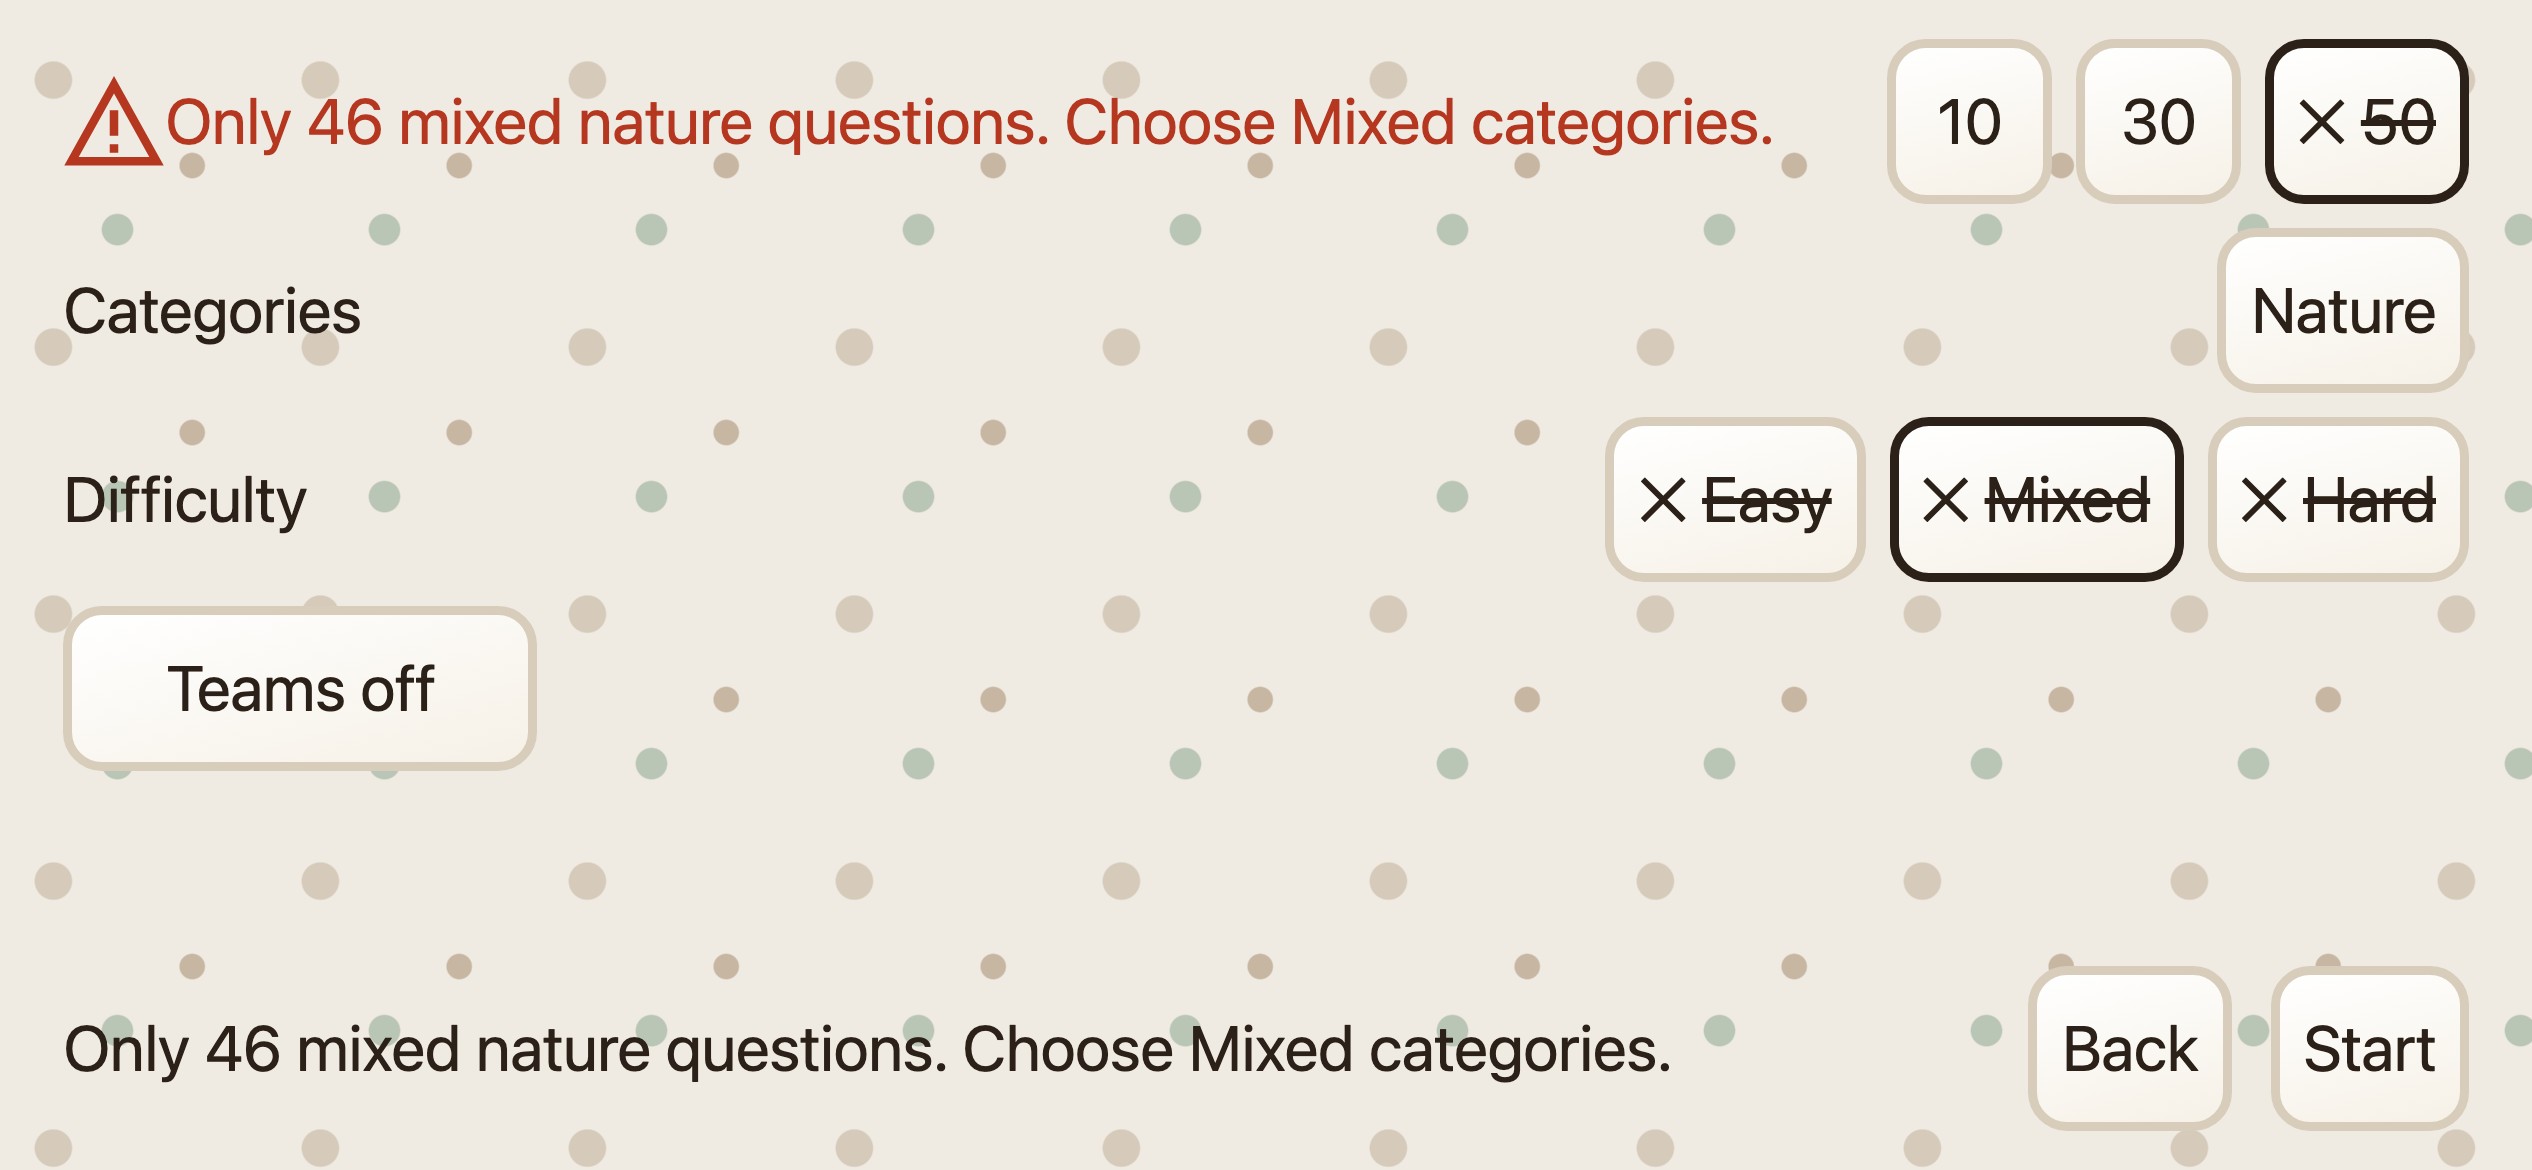 Only 46 mixed nature questions. Choose Mixed categories. 10 30 × 50
Categories Nature
Difficulty × Easy × Mixed × Hard
Teams off
Only 46 mixed nature questions. Choose Mixed categories. Back Start